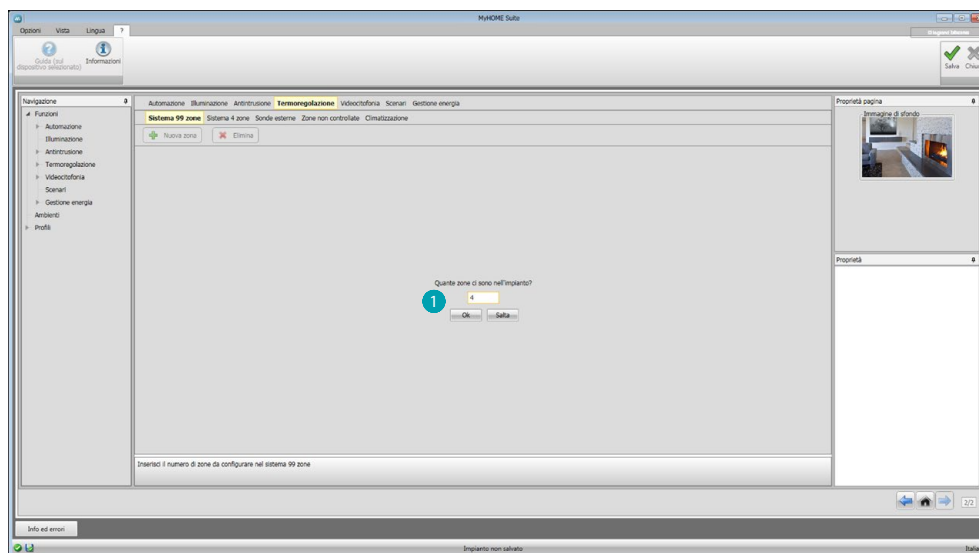 MyHOME Suite
Opzioni Vista Lingua ?
Guida (sul dispositivo selezionato)
Informazioni
Salva Chiu
Navigazione
Funzioni
Automazione
Illuminazione
Antintrusione
Termoregolazione
Videocitofonia
Scenari
Gestione energia
Ambienti
Profili
Automazione Illuminazione Antintrusione Termoregolazione Videocitofonia Scenari Gestione energia
Sistema 99 zone Sistema 4 zone Sonde esterne Zone non controllate Climatizzazione
Nuova zona Elimina
Quante zone ci sono nell'impianto?
1 4
Ok Salta
Inserisci il numero di zone da configurare nel sistema 99 zone
Proprietà pagina
Immagine di sfondo
Proprietà
2/2
Info ed errori
Impianto non salvato
Italia